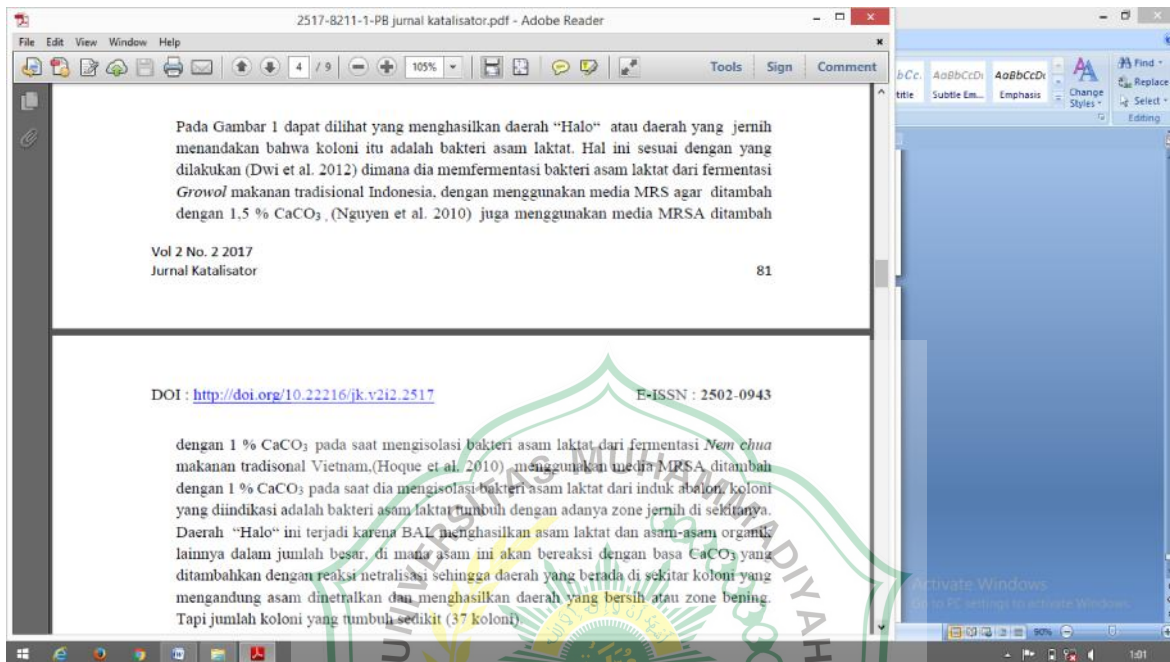 2517-8211-1-PB jurnal katalisator.pdf - Adobe Reader
File Edit View Window Help
4 / 9 105% Tools Sign Comment
AaBbCcDc AaBbCcDc
Subtle Em... Emphasis Change Styles
Find
Replace
Select
Editing
Pada Gambar 1 dapat dilihat yang menghasilkan daerah “Halo“ atau daerah yang jernih
menandakan bahwa koloni itu adalah bakteri asam laktat. Hal ini sesuai dengan yang
dilakukan (Dwi et al. 2012) dimana dia memfermentasi bakteri asam laktat dari fermentasi
Growol makanan tradisional Indonesia, dengan menggunakan media MRS agar ditambah
dengan 1,5 % CaCO₃ , (Nguyen et al. 2010) juga menggunakan media MRSA ditambah
Vol 2 No. 2 2017
Jurnal Katalisator 81
DOI : http://doi.org/10.22216/jk.v2i2.2517 E-ISSN : 2502-0943
dengan 1 % CaCO₃ pada saat mengisolasi bakteri asam laktat dari fermentasi Nem chua
makanan tradisonal Vietnam,(Hoque et al. 2010) menggunakan media MRSA ditambah
dengan 1 % CaCO₃ pada saat dia mengisolasi bakteri asam laktat dari induk abalon, koloni
yang diindikasi adalah bakteri asam laktat tumbuh dengan adanya zone jernih di sekitanya.
Daerah “Halo“ ini terjadi karena BAL menghasilkan asam laktat dan asam-asam organik
lainnya dalam jumlah besar, di mana asam ini akan bereaksi dengan basa CaCO₃ yang
ditambahkan dengan reaksi netralisasi sehingga daerah yang berada di sekitar koloni yang
mengandung asam dinetralkan dan menghasilkan daerah yang bersih atau zone bening.
Tapi jumlah koloni yang tumbuh sedikit (37 koloni).
UNIVERSITAS MUHAMMADIYAH
Activate Windows
Go to PC settings to activate Windows.
90%
1:01